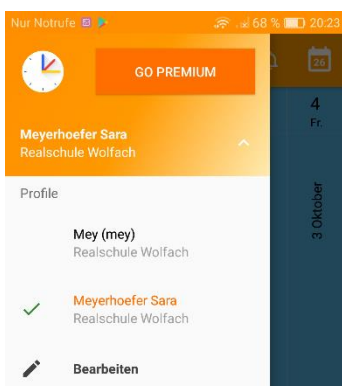 Nur Notrufe 68 % 20:23
GO PREMIUM
26
Meyerhoefer Sara
Realschule Wolfach
4
Fr.
Profile
3 Oktober
Mey (mey)
Realschule Wolfach
Meyerhoefer Sara
Realschule Wolfach
Bearbeiten